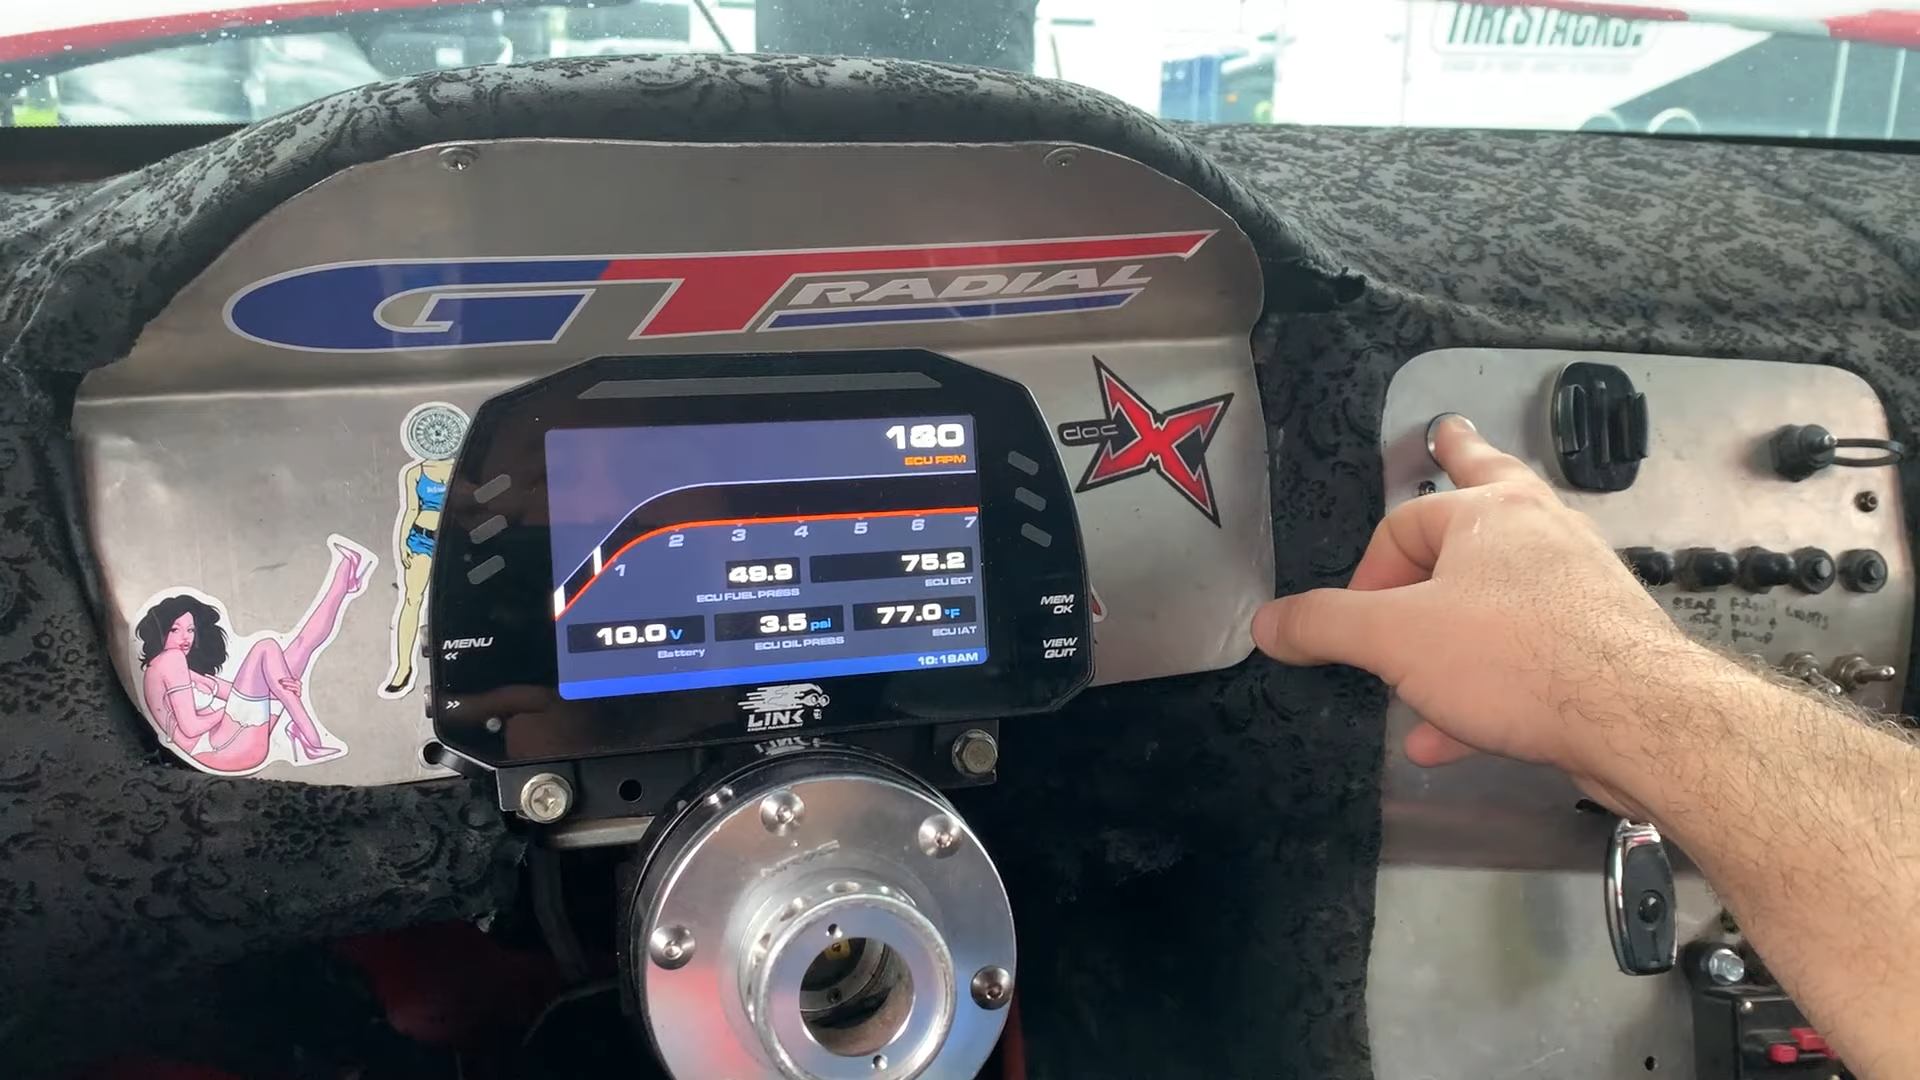 GT RADIAL
doc X
180
ECU RPM
1 2 3 4 5 6 7
49.9
ECU FUEL PRESS
75.2
ECU ECT
10.0 V
Battery
3.5 psi
ECU OIL PRESS
77.0 °F
ECU IAT
10:19AM
MENU
<<
>>
MEM
OK
VIEW
QUIT
LINK